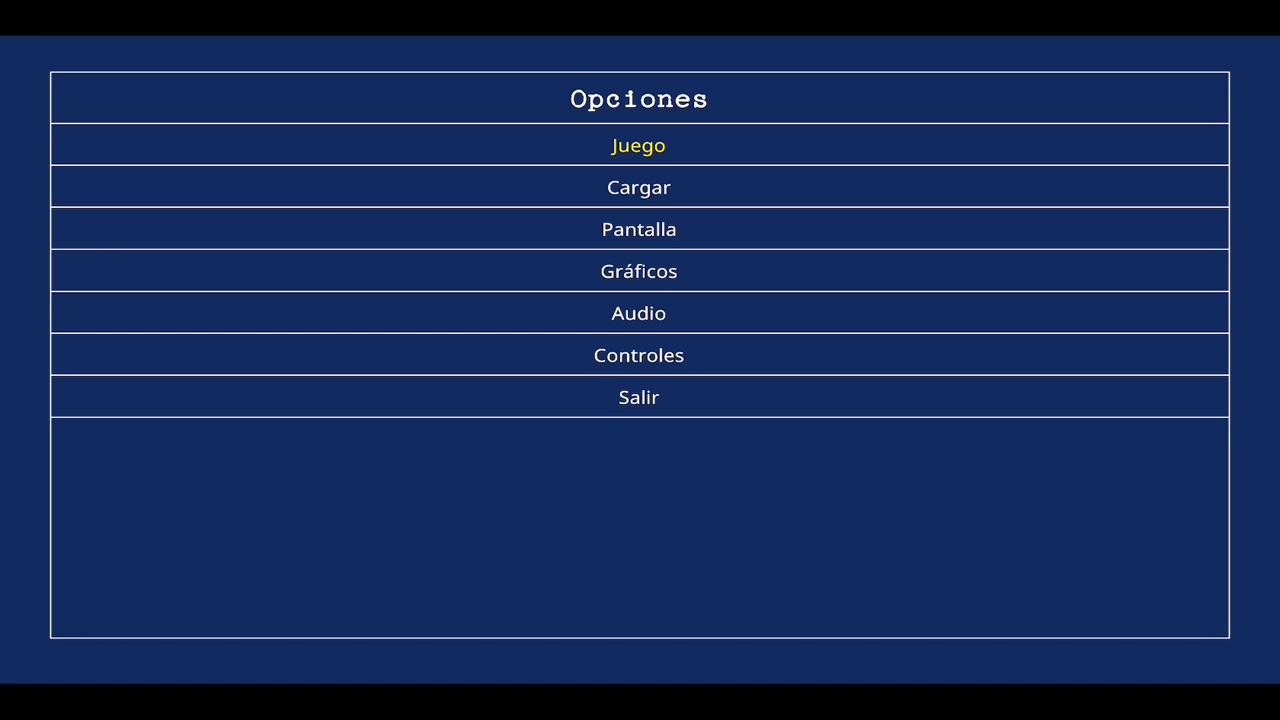 Opciones
Juego
Cargar
Pantalla
Gráficos
Audio
Controles
Salir